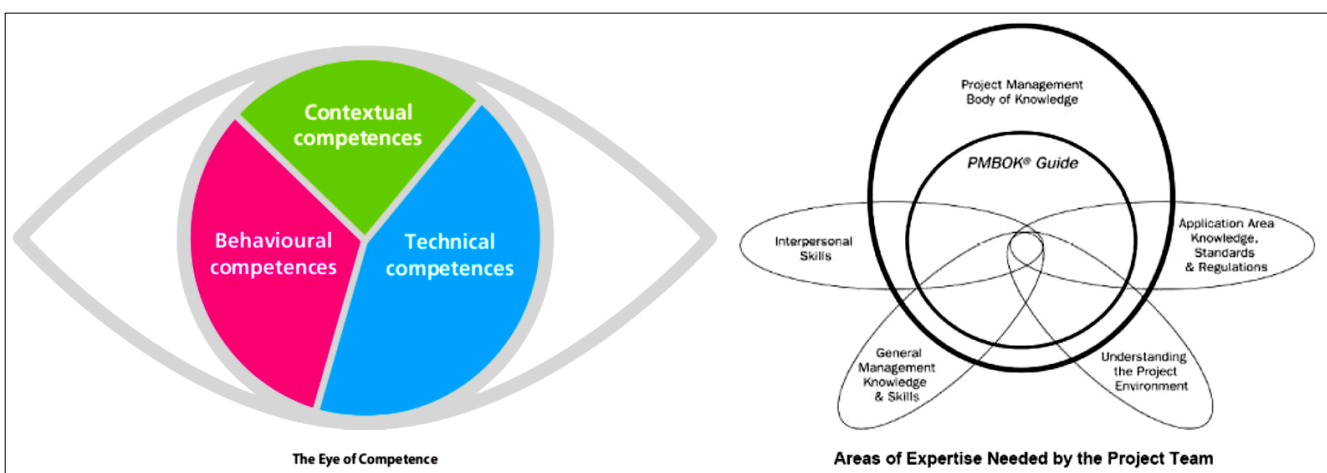 Contextual
competences
Behavioural
competences
Technical
competences
The Eye of Competence
Project Management
Body of Knowledge
PMBOK® Guide
Interpersonal
Skills
Application Area
Knowledge,
Standards
& Regulations
General
Management
Knowledge
& Skills
Understanding
the Project
Environment
Areas of Expertise Needed by the Project Team